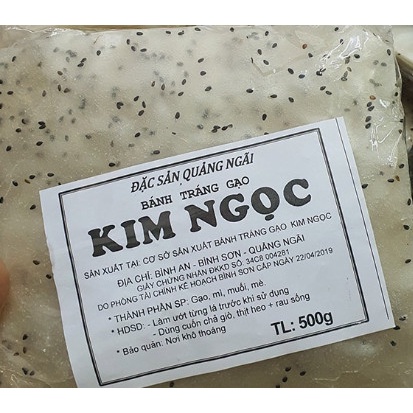 ĐẶC SẢN QUẢNG NGÃI
BÁNH TRÁNG GẠO
KIM NGỌC
SẢN XUẤT TẠI: CƠ SỞ SẢN XUẤT BÁNH TRÁNG GẠO KIM NGỌC
ĐỊA CHỈ: BÌNH AN - BÌNH SƠN - QUẢNG NGÃI
GIẤY CHỨNG NHẬN ĐKKD SỐ. 34C8 004281
DO PHÒNG TÀI CHÍNH KẾ HOẠCH BÌNH SƠN CẤP NGÀY 22/04/2019
* THÀNH PHẦN SP: Gạo, mì, muối, mè.
* HDSD: - Làm ướt từng lá trước khi sử dụng
- Dùng cuốn chả giò, thịt heo + rau sống
* Bảo quản: Nơi khô thoáng
TL: 500g